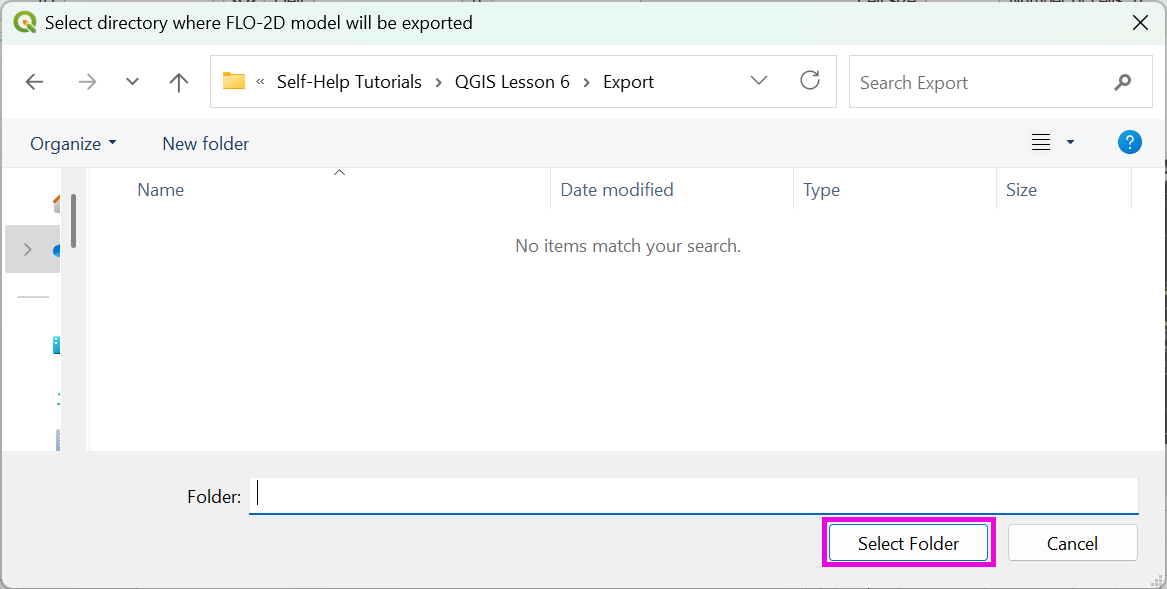 Select directory where FLO-2D model will be exported
« Self-Help Tutorials › QGIS Lesson 6 › Export
Search Export
Organize New folder
?
Name Date modified Type Size
No items match your search.
Folder:
Select Folder Cancel